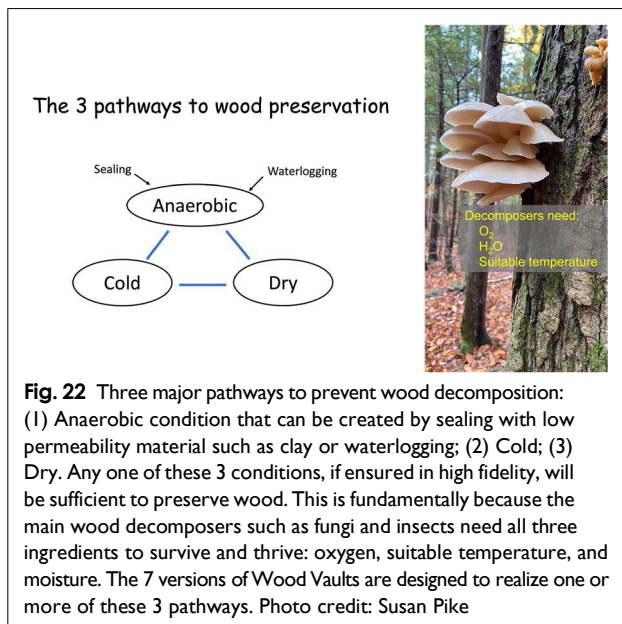 The 3 pathways to wood preservation
Sealing
Waterlogging
Anaerobic
Cold
Dry
Decomposers need:
O₂
H₂O
Suitable temperature
Fig. 22 Three major pathways to prevent wood decomposition:
(1) Anaerobic condition that can be created by sealing with low
permeability material such as clay or waterlogging; (2) Cold; (3)
Dry. Any one of these 3 conditions, if ensured in high fidelity, will
be sufficient to preserve wood. This is fundamentally because the
main wood decomposers such as fungi and insects need all three
ingredients to survive and thrive: oxygen, suitable temperature, and
moisture. The 7 versions of Wood Vaults are designed to realize one or
more of these 3 pathways. Photo credit: Susan Pike